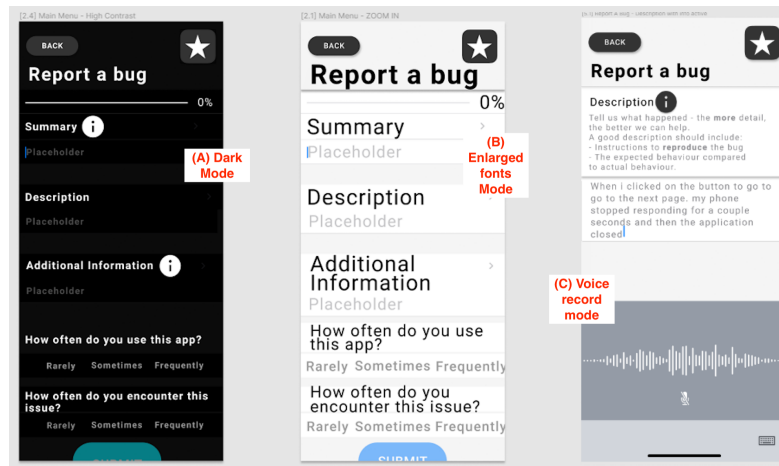 [2.4] Main Menu - High Contrast
BACK
Report a bug
0%
Summary i
Placeholder
Description
Placeholder
Additional Information i
Placeholder
How often do you use this app?
Rarely Sometimes Frequently
How often do you encounter this
issue?
Rarely Sometimes Frequently
(A) Dark
Mode
[2.1] Main Menu - ZOOM IN
BACK
Report a bug
0%
Summary
Placeholder
Description
Placeholder
Additional
Information
Placeholder
How often do you use
this app?
Rarely Sometimes Frequently
How often do you
encounter this issue?
Rarely Sometimes Frequently
SUBMIT
(B)
Enlarged
fonts
Mode
Report a Bug - Description with info active
BACK
Report a bug
Description i
Tell us what happened - the more detail,
the better we can help.
A good description should include:
- Instructions to reproduce the bug
- The expected behaviour compared
to actual behaviour.
When i clicked on the button to go to
go to the next page. my phone
stopped responding for a couple
seconds and then the application
closed
(C) Voice
record
mode